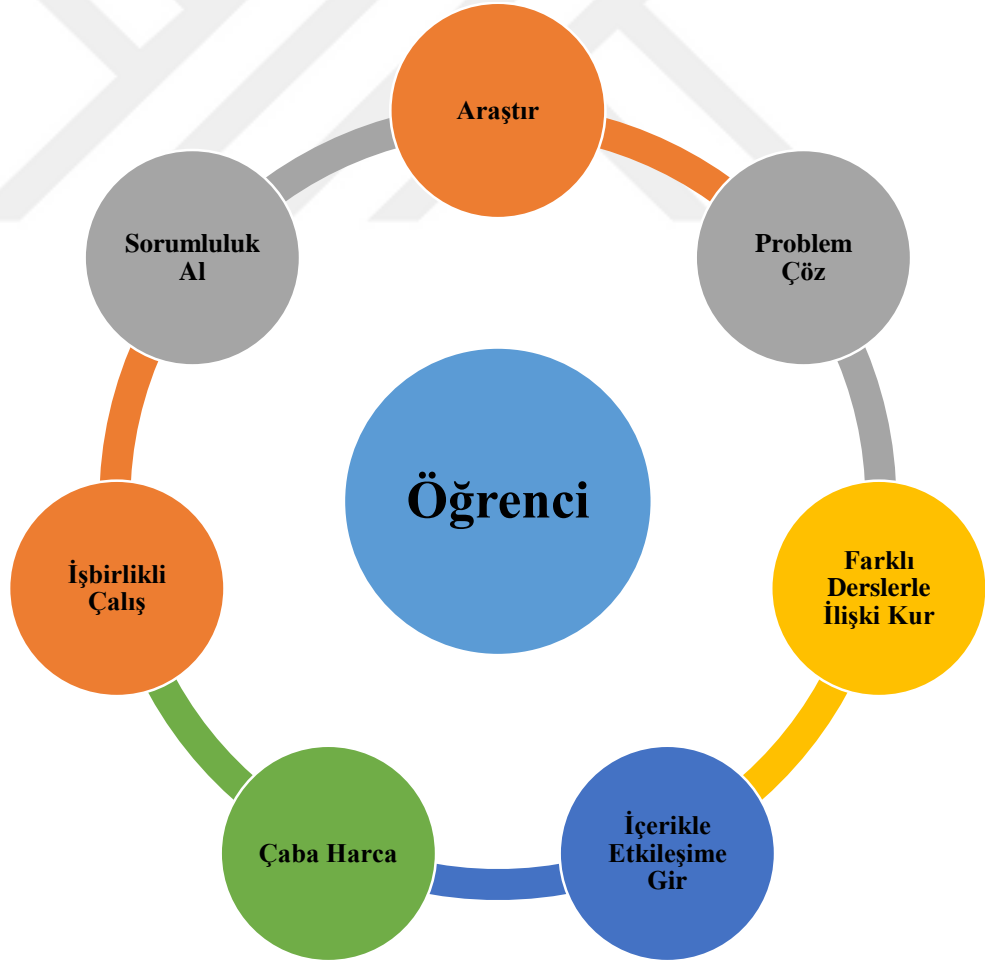 Araştır
Problem
Çöz
Farklı
Derslerle
İlişki Kur
İçerikle
Etkileşime
Gir
Çaba Harca
İşbirlikli
Çalış
Sorumluluk
Al
Öğrenci